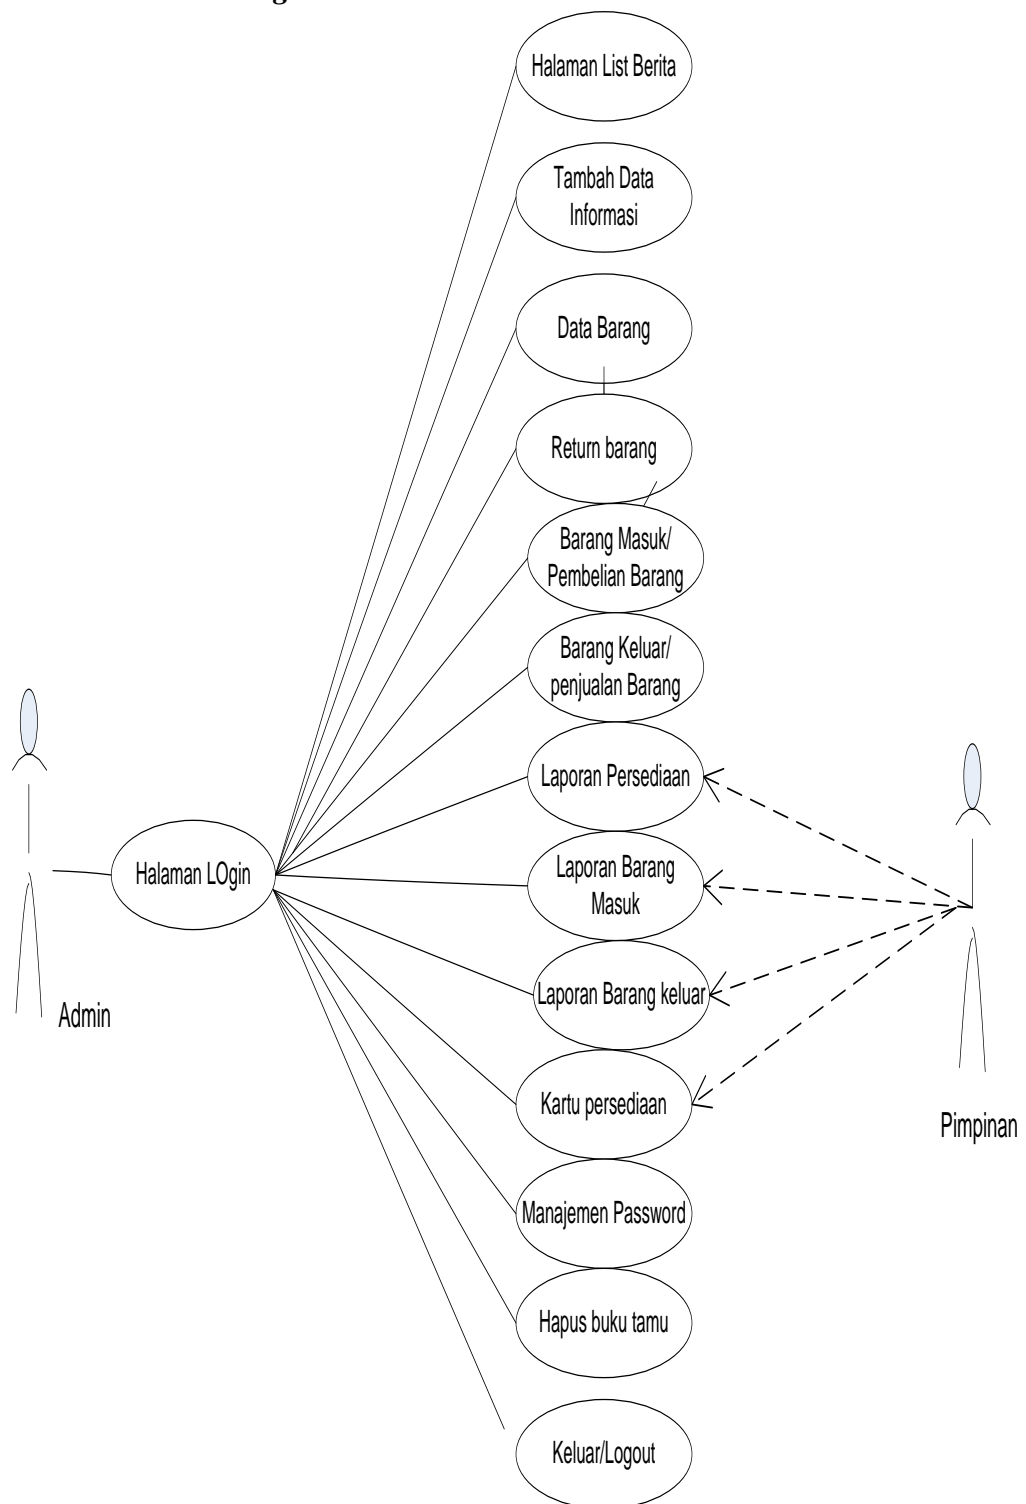 Halaman List Berita
Tambah Data
Informasi
Data Barang
Return barang
Barang Masuk/
Pembelian Barang
Barang Keluar/
penjualan Barang
Laporan Persediaan
Halaman LOgin
Laporan Barang
Masuk
Laporan Barang keluar
Admin
Kartu persediaan
Pimpinan
Manajemen Password
Hapus buku tamu
Keluar/Logout